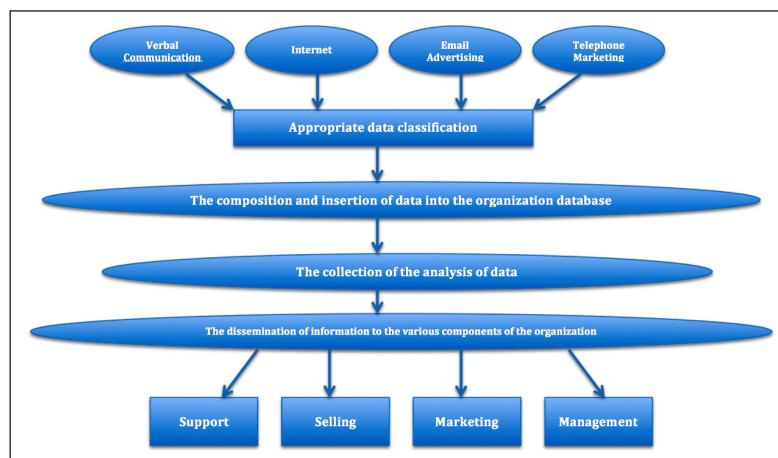 Verbal
Communication
Internet
Email
Advertising
Telephone
Marketing
Appropriate data classification
The composition and insertion of data into the organization database
The collection of the analysis of data
The dissemination of information to the various components of the organization
Support
Selling
Marketing
Management